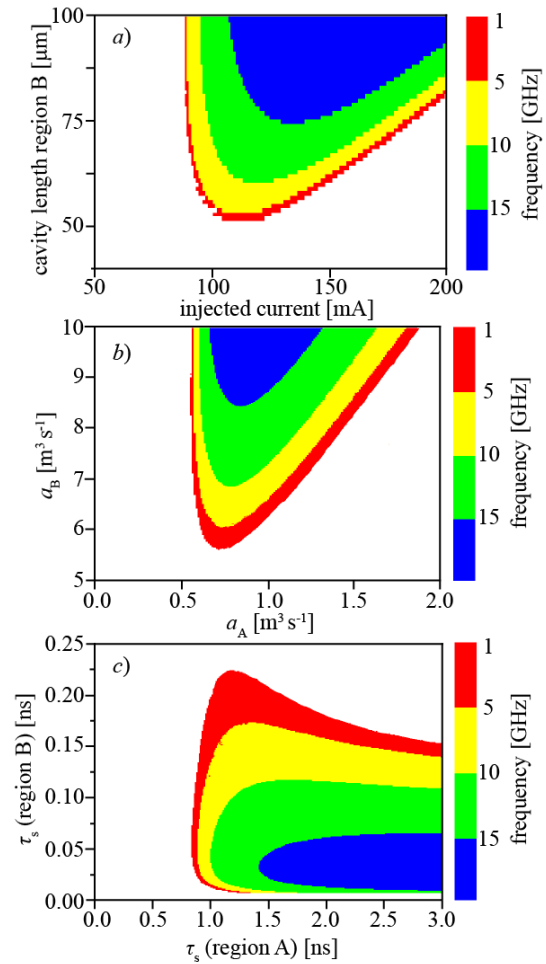 a)
100
75
50
cavity length region B [μm]
50 100 150 200
injected current [mA]
1
5
10
15
frequency [GHz]
b)
10
9
8
7
6
5
a_B [m³ s⁻¹]
0.0 0.5 1.0 1.5 2.0
a_A [m³ s⁻¹]
1
5
10
15
frequency [GHz]
c)
0.25
0.20
0.15
0.10
0.05
0.00
τ_s (region B) [ns]
0.0 0.5 1.0 1.5 2.0 2.5 3.0
τ_s (region A) [ns]
1
5
10
15
frequency [GHz]